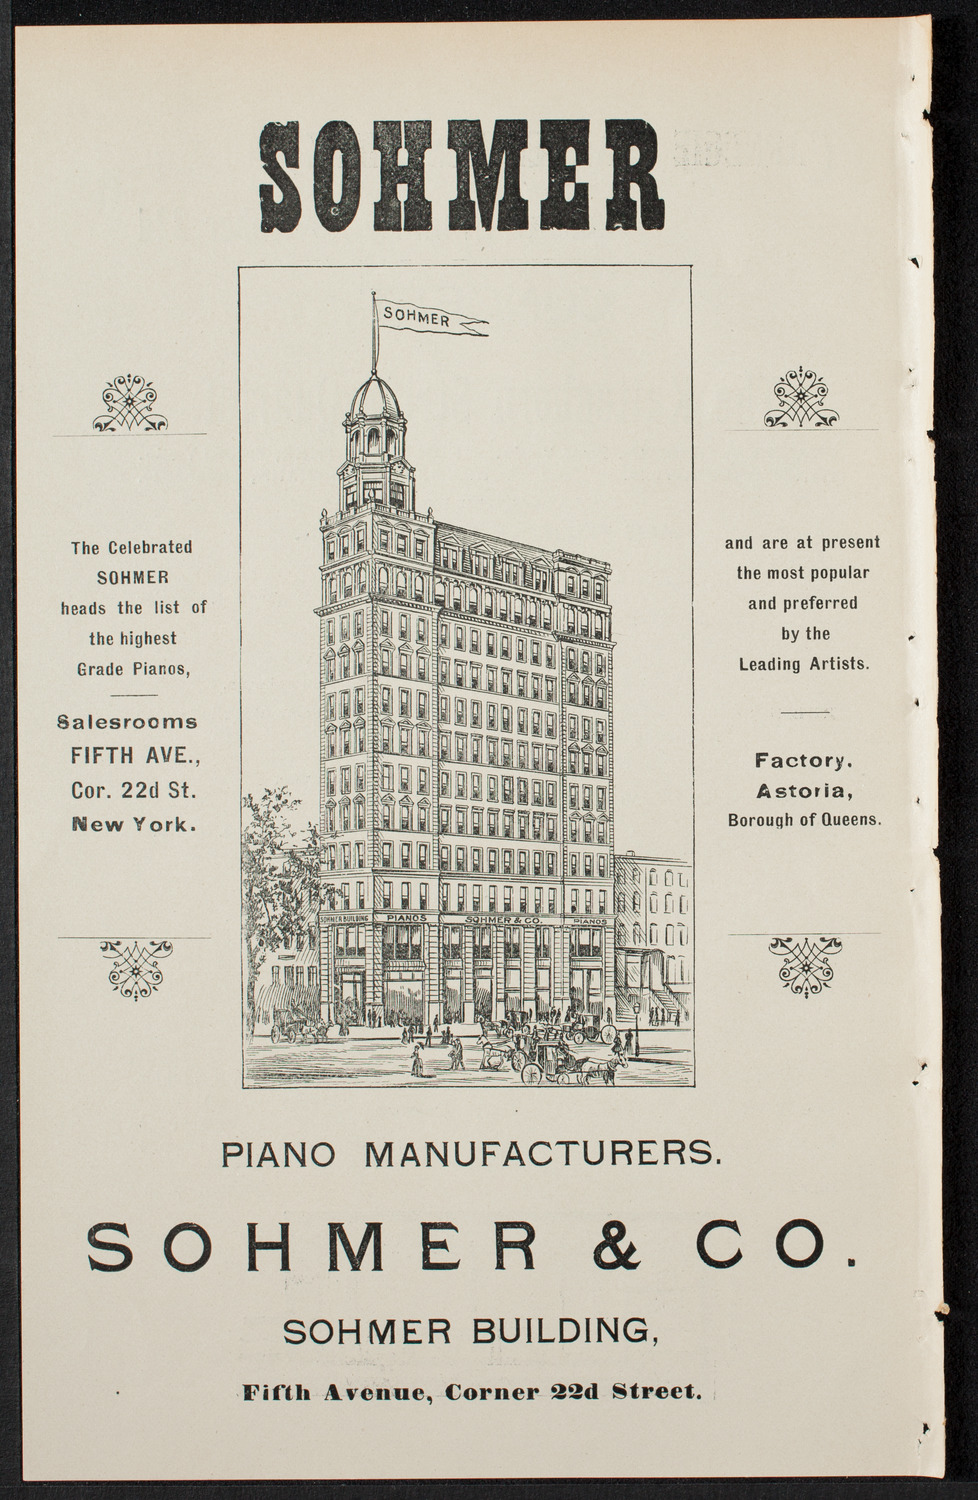 SOHMER
SOHMER
The Celebrated
SOHMER
heads the list of
the highest
Grade Pianos,
Salesrooms
FIFTH AVE.,
Cor. 22d St.
New York.
and are at present
the most popular
and preferred
by the
Leading Artists.
Factory,
Astoria,
Borough of Queens.
SOHMER BUILDING PIANOS SOHMER & CO. PIANOS
PIANO MANUFACTURERS.
SOHMER & CO.
SOHMER BUILDING,
Fifth Avenue, Corner 22d Street.